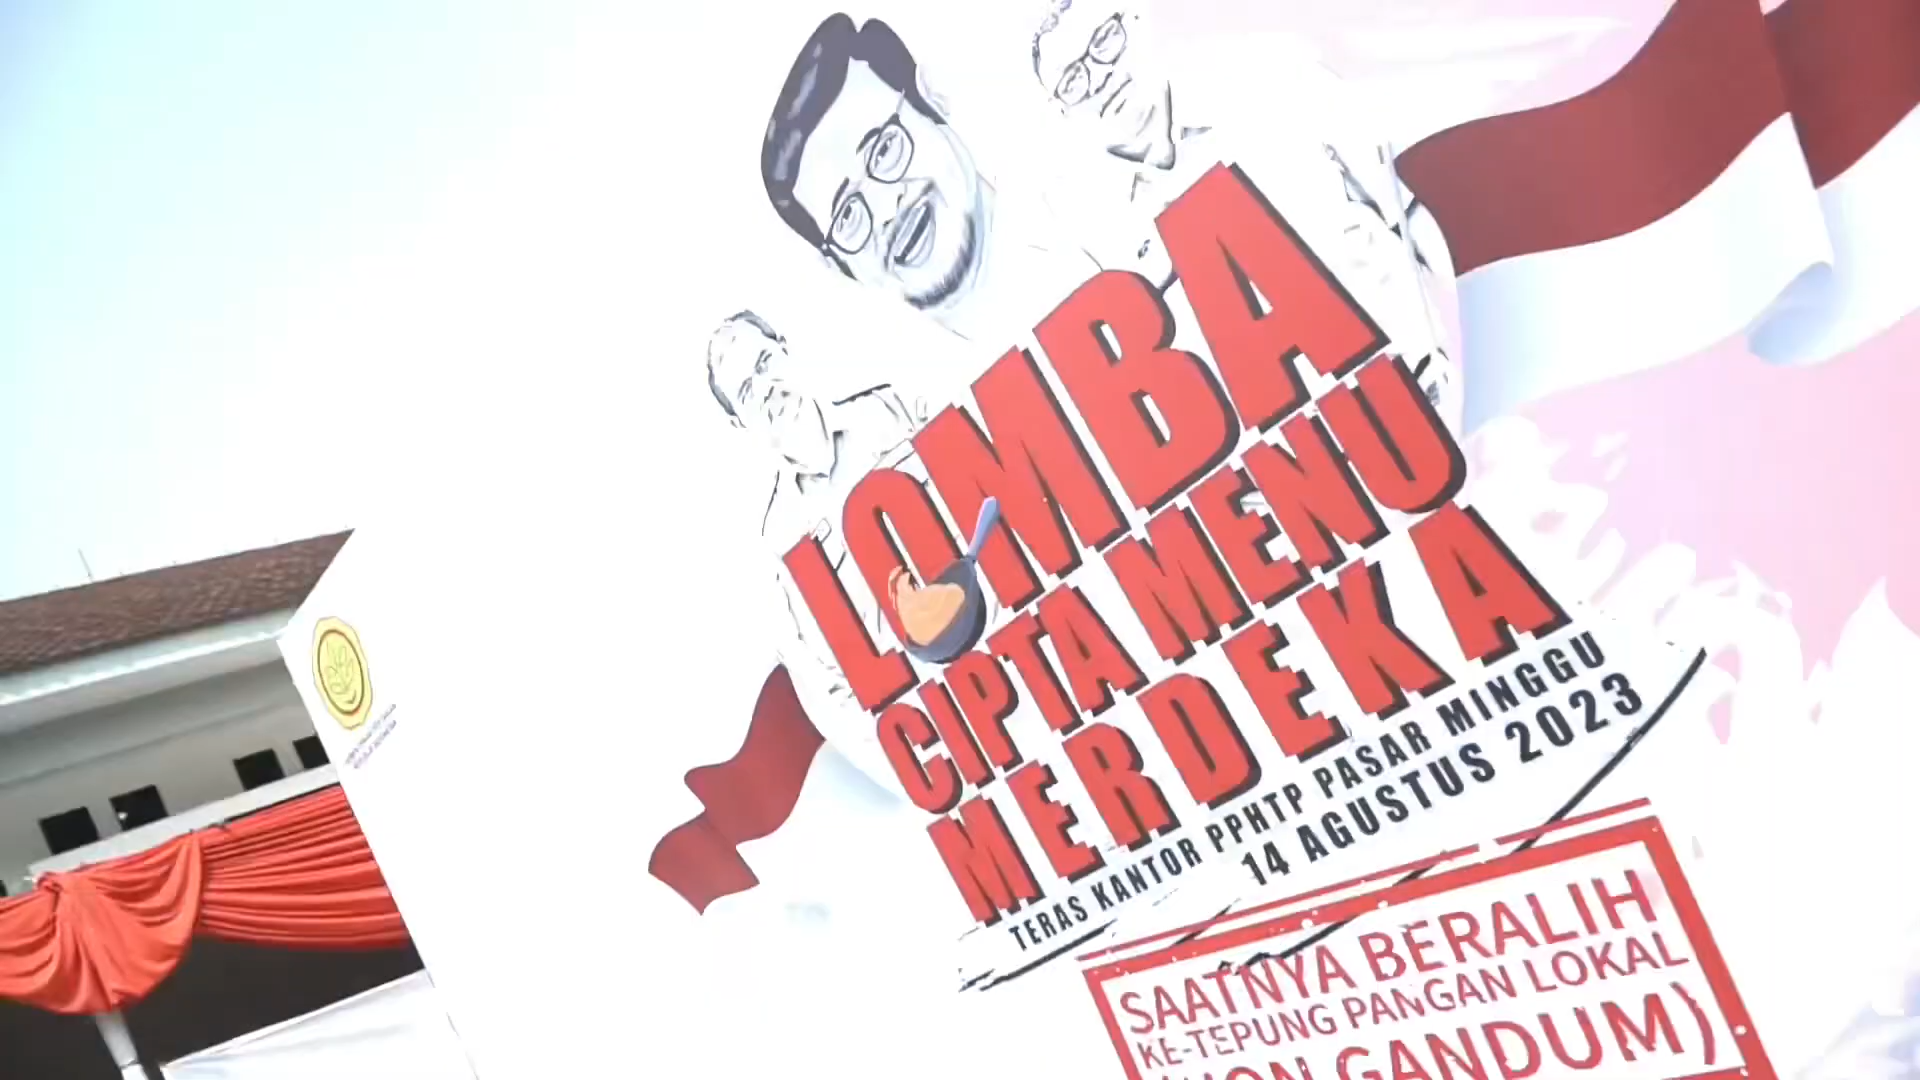 LOMBA
CIPTA MENU
MERDEKA
TERAS KANTOR PPHTP PASAR MINGGU
14 AGUSTUS 2023
SAATNYA BERALIH
KE-TEPUNG PANGAN LOKAL
GANDUM)